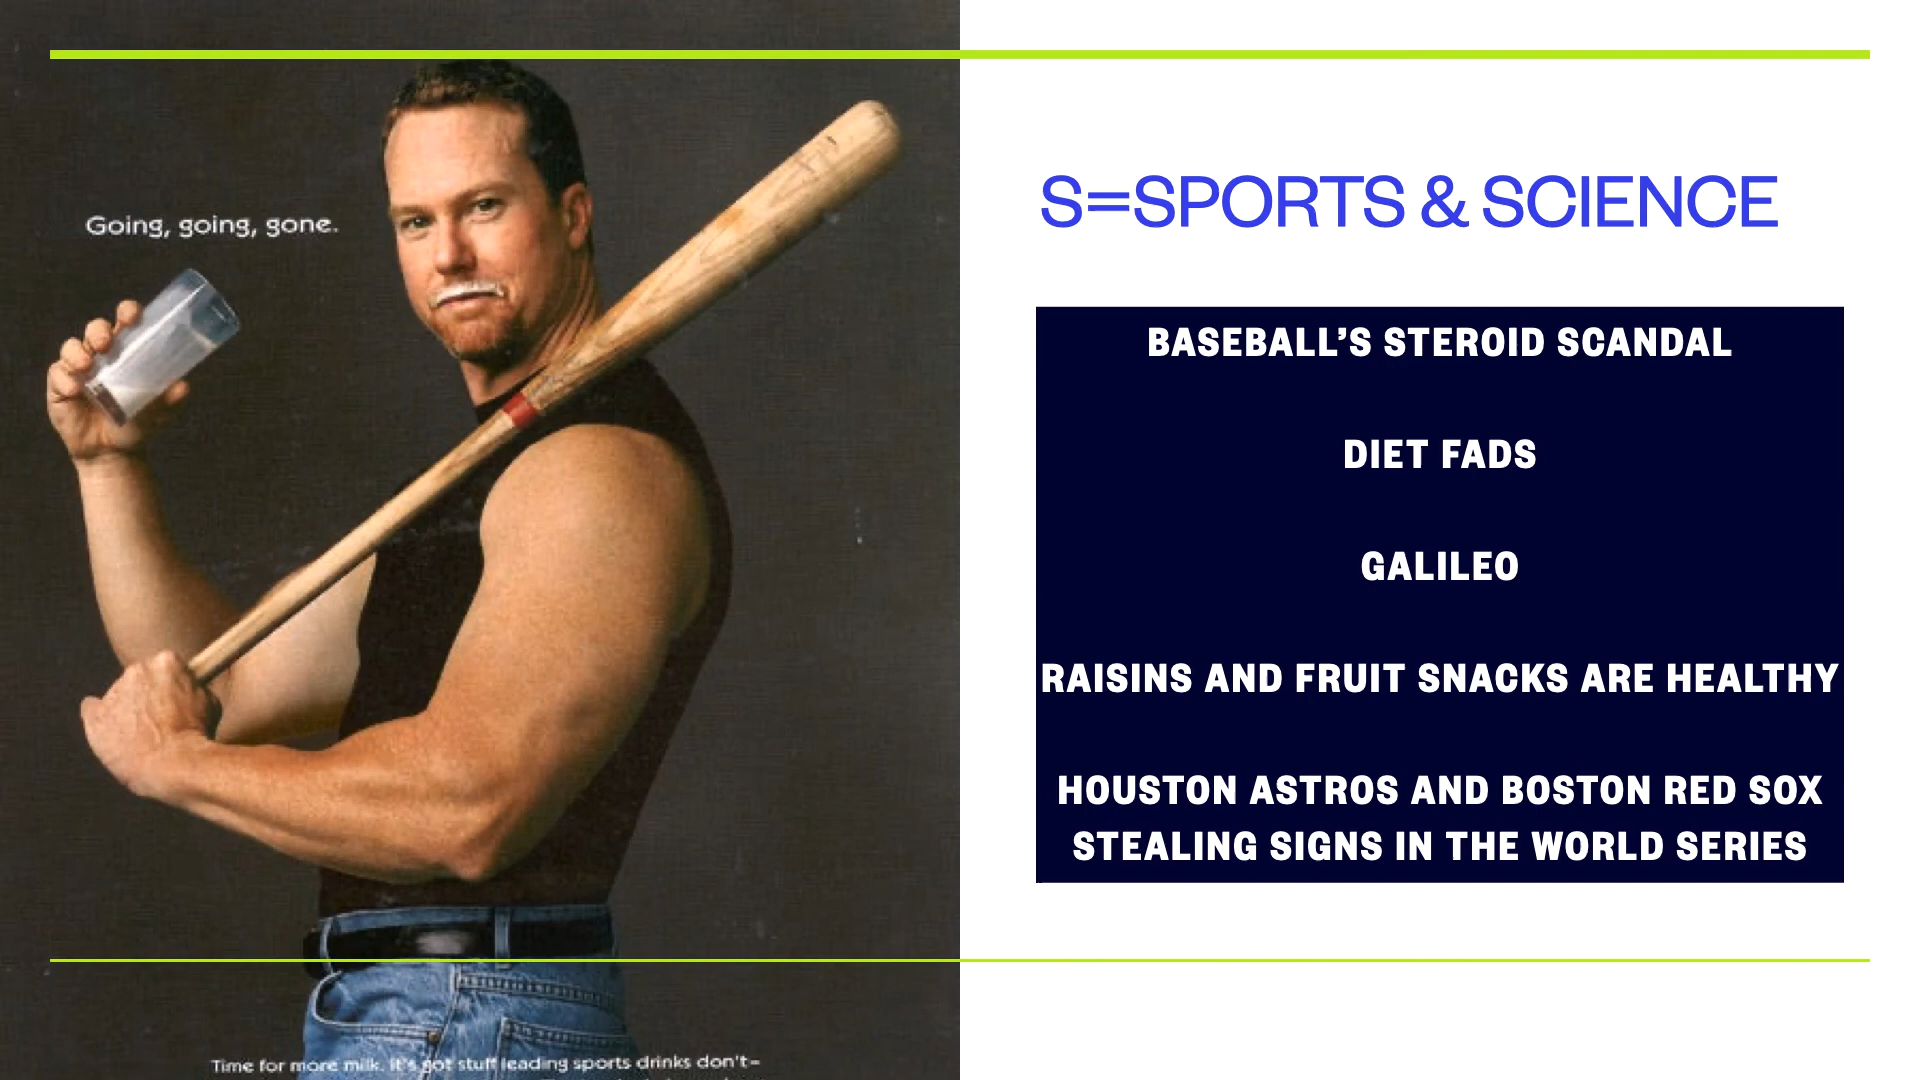 Going, going, gone.
Time for more milk. It's got stuff leading sports drinks don't–
S=SPORTS & SCIENCE
BASEBALL’S STEROID SCANDAL
DIET FADS
GALILEO
RAISINS AND FRUIT SNACKS ARE HEALTHY
HOUSTON ASTROS AND BOSTON RED SOX
STEALING SIGNS IN THE WORLD SERIES